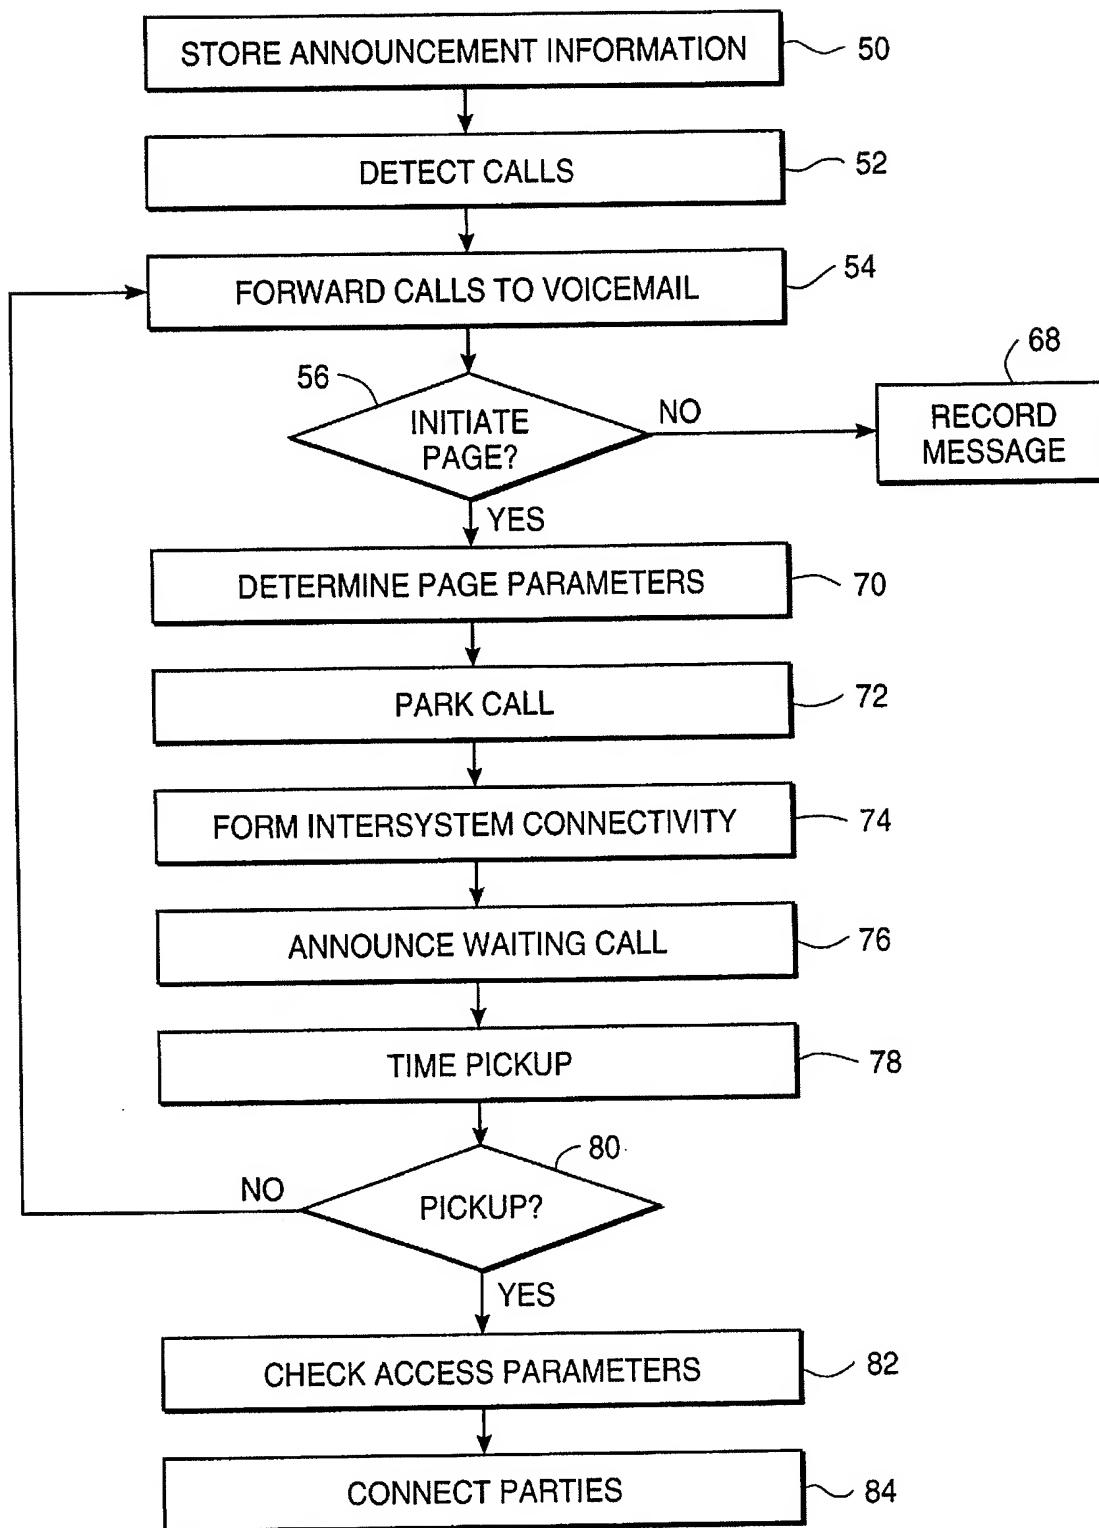 STORE ANNOUNCEMENT INFORMATION
50
DETECT CALLS
52
FORWARD CALLS TO VOICEMAIL
54
56
INITIATE
PAGE?
NO
68
RECORD
MESSAGE
YES
DETERMINE PAGE PARAMETERS
70
PARK CALL
72
FORM INTERSYSTEM CONNECTIVITY
74
ANNOUNCE WAITING CALL
76
TIME PICKUP
78
80
NO
PICKUP?
YES
CHECK ACCESS PARAMETERS
82
CONNECT PARTIES
84